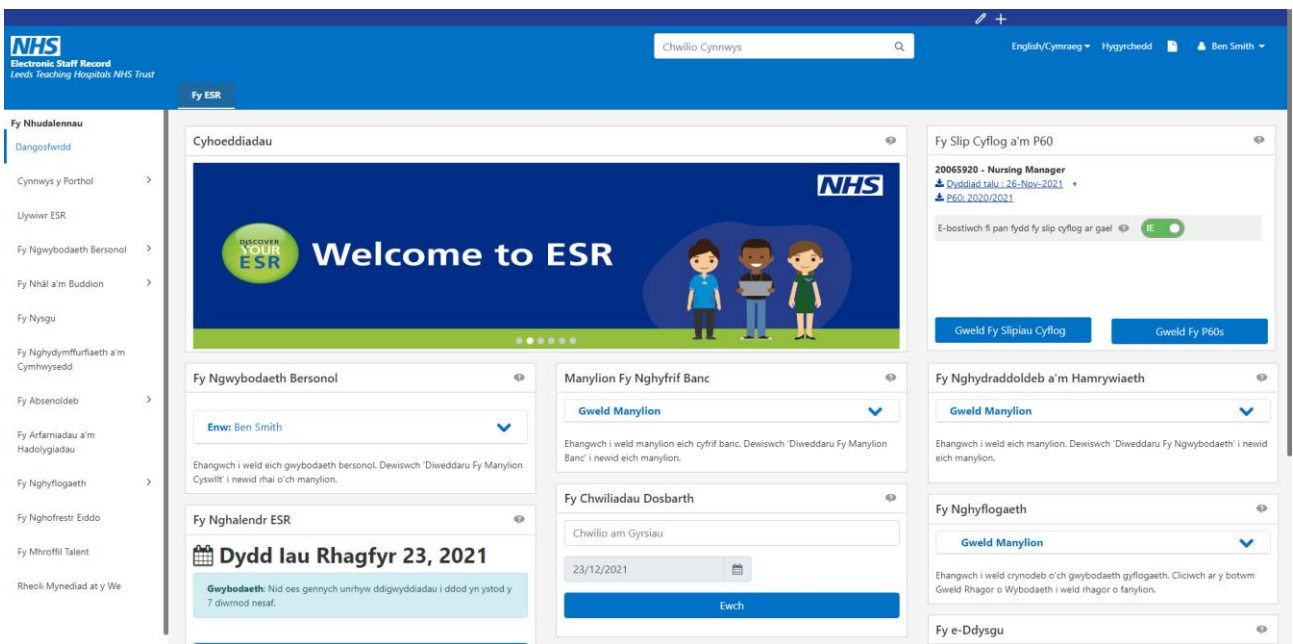 NHS
Electronic Staff Record
Leeds Teaching Hospitals NHS Trust
Chwilio Cynnwys
English/Cymraeg
Hygyrchedd
Ben Smith
Fy ESR
Fy Nhudalennau
Dangosfwrdd
Cynnwys y Porthol
Llywiwr ESR
Fy Ngwybodaeth Bersonol
Fy Nhâl a'm Buddion
Fy Nysgu
Fy Nghydymffurfiaeth a'm
Cymhwysedd
Fy Absenoldeb
Fy Arfarniadau a'm
Hadolygiadau
Fy Nghyflogaeth
Fy Nghofrestr Eiddo
Fy Mhroffil Talent
Rheoli Mynediad at y We
Cyhoeddiadau
NHS
DISCOVER
YOUR
ESR
Welcome to ESR
Fy Slip Cyflog a'm P60
20065920 - Nursing Manager
Dyddiad talu : 26-Nov-2021 +
P60: 2020/2021
E-bostiwch fi pan fydd fy slip cyflog ar gael
IE
Gweld Fy Slipiau Cyflog
Gweld Fy P60s
Fy Ngwybodaeth Bersonol
Enw: Ben Smith
Ehangwch i weld eich gwybodaeth bersonol. Dewiswch 'Diweddaru Fy Manylion
Cyswllt' i newid rhai o'ch manylion.
Manylion Fy Nghyfrif Banc
Gweld Manylion
Ehangwch i weld manylion eich cyfrif banc. Dewiswch 'Diweddaru Fy Manylion
Banc' i newid eich manylion.
Fy Nghydraddoldeb a'm Hamrywiaeth
Gweld Manylion
Ehangwch i weld eich manylion. Dewiswch 'Diweddaru Fy Ngwybodaeth' i newid
eich manylion.
Fy Nghalendr ESR
Dydd Iau Rhagfyr 23, 2021
Gwybodaeth: Nid oes gennych unrhyw ddigwyddiadau i ddod yn ystod y
7 diwrnod nesaf.
Fy Chwiliadau Dosbarth
Chwilio am Gyrsiau
23/12/2021
Ewch
Fy Nghyflogaeth
Gweld Manylion
Ehangwch i weld crynodeb o'ch gwybodaeth gyflogaeth. Cliciwch ar y botwm
Gweld Rhagor o Wybodaeth i weld rhagor o fanylion.
Fy e-Ddysgu